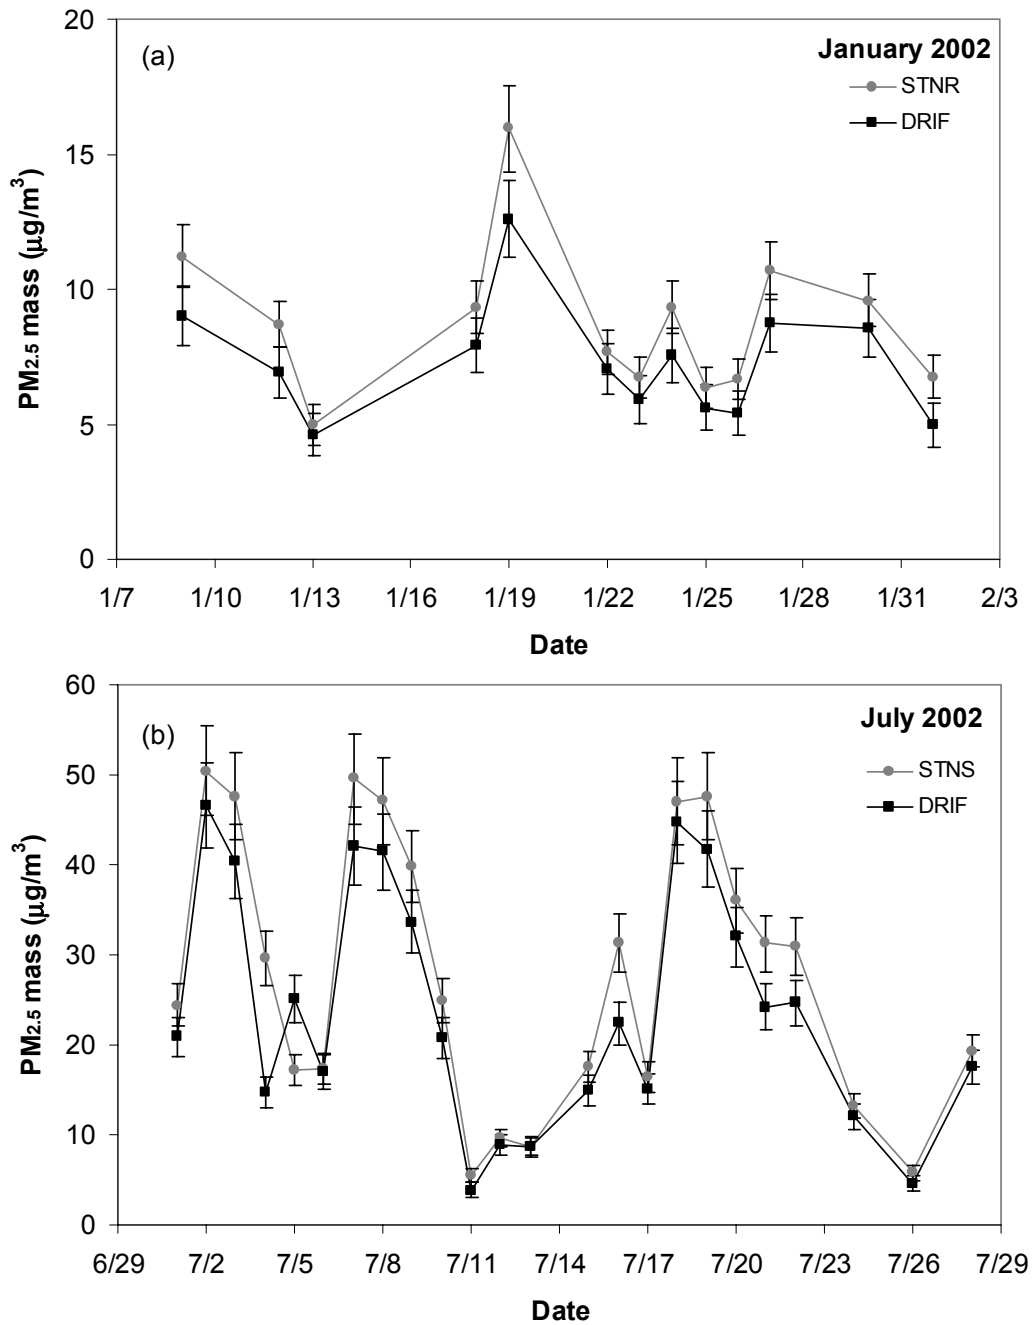 (a)
January 2002
STNR
DRIF
PM2.5 mass (μg/m³)
20
15
10
5
0
1/7 1/10 1/13 1/16 1/19 1/22 1/25 1/28 1/31 2/3
Date
(b)
July 2002
STNS
DRIF
PM2.5 mass (μg/m³)
60
50
40
30
20
10
0
6/29 7/2 7/5 7/8 7/11 7/14 7/17 7/20 7/23 7/26 7/29
Date